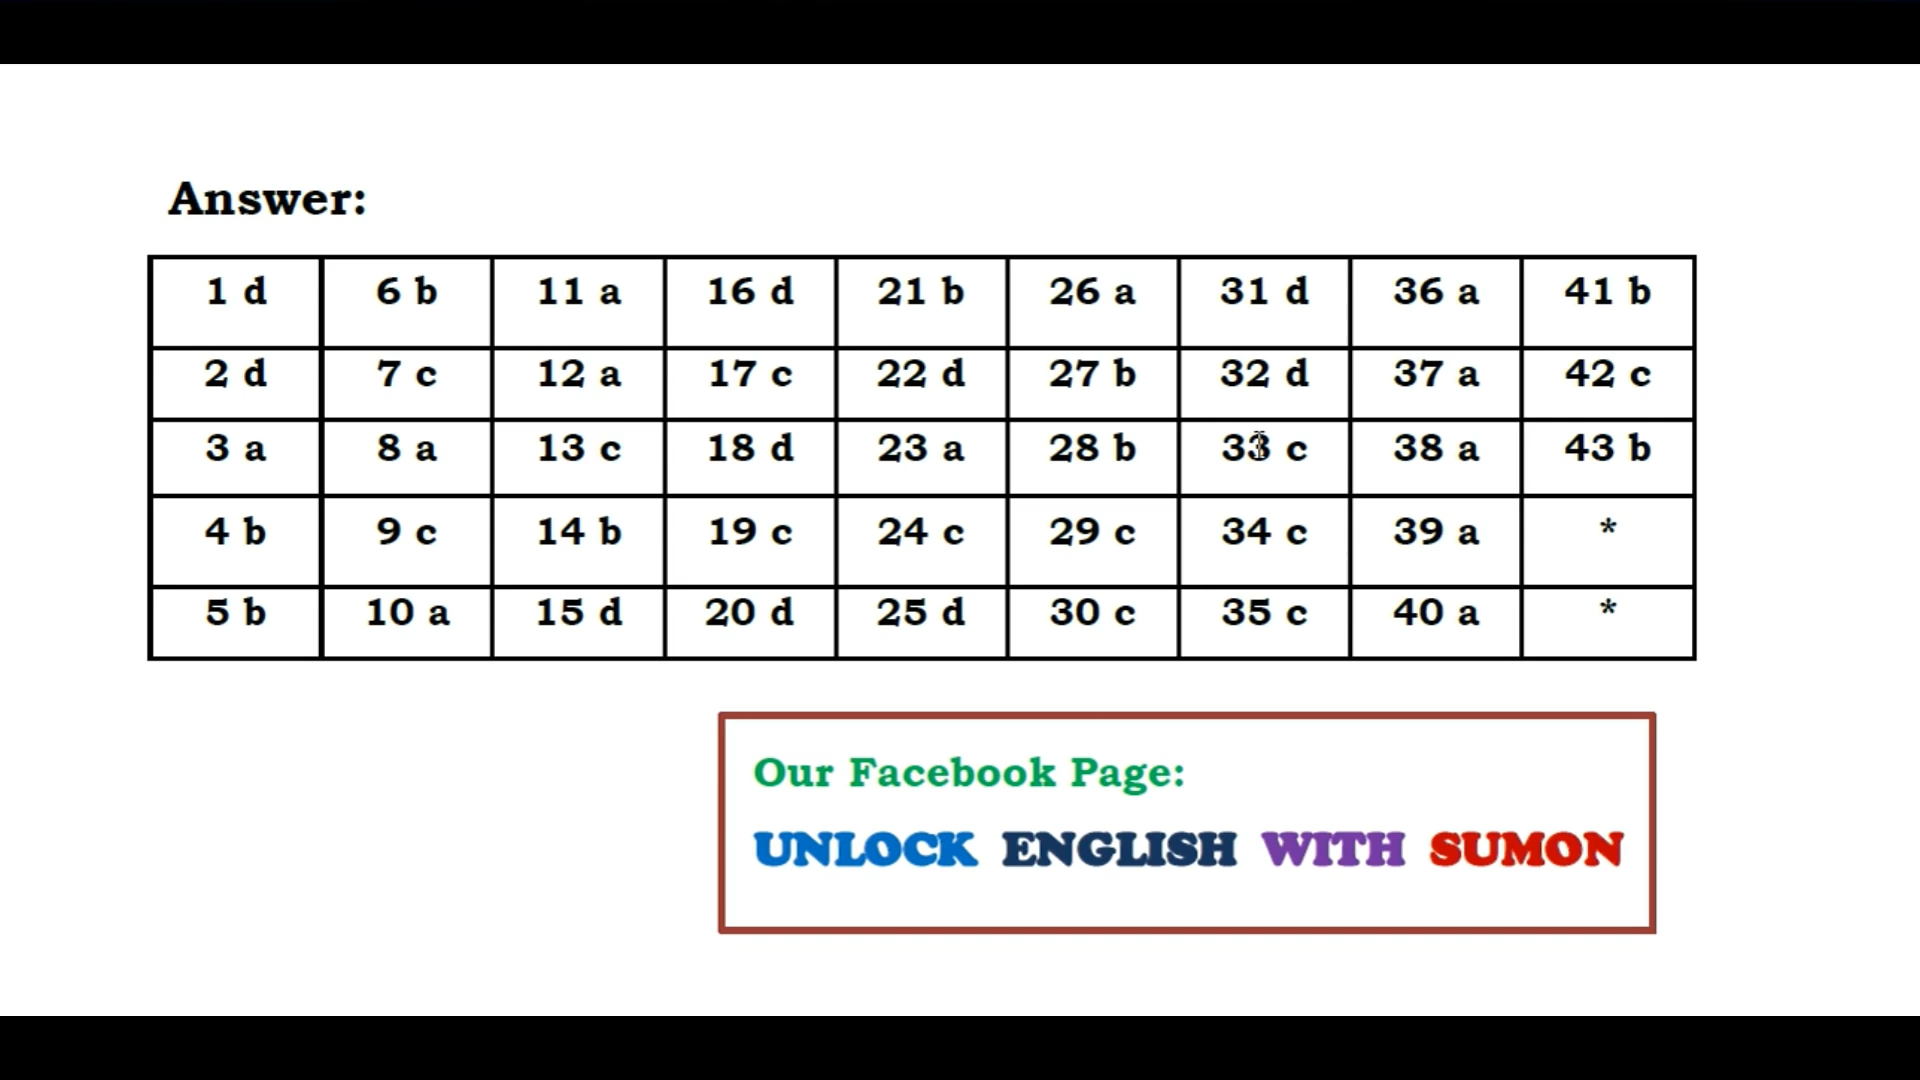 Answer:
1 d 6 b 11 a 16 d 21 b 26 a 31 d 36 a 41 b
2 d 7 c 12 a 17 c 22 d 27 b 32 d 37 a 42 c
3 a 8 a 13 c 18 d 23 a 28 b 33 c 38 a 43 b
4 b 9 c 14 b 19 c 24 c 29 c 34 c 39 a *
5 b 10 a 15 d 20 d 25 d 30 c 35 c 40 a *
Our Facebook Page:
UNLOCK ENGLISH WITH SUMON